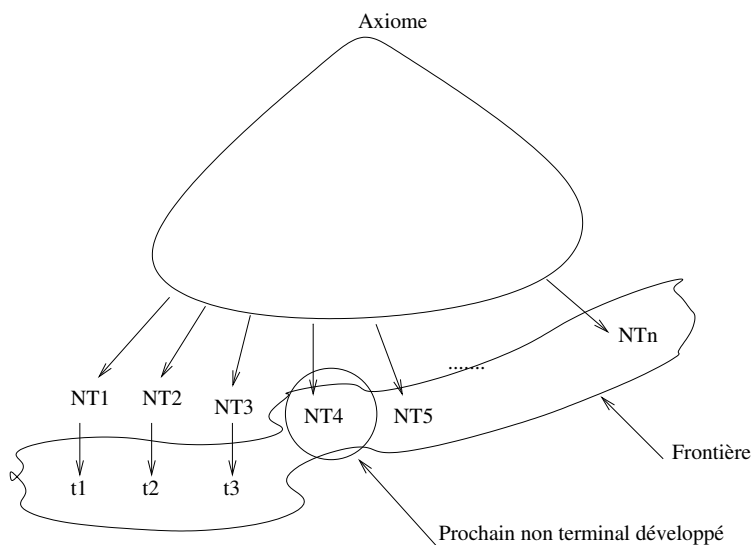 Axiome
.......
NTn
NT1 NT2 NT3 NT4 NT5
Frontière
t1 t2 t3
Prochain non terminal développé